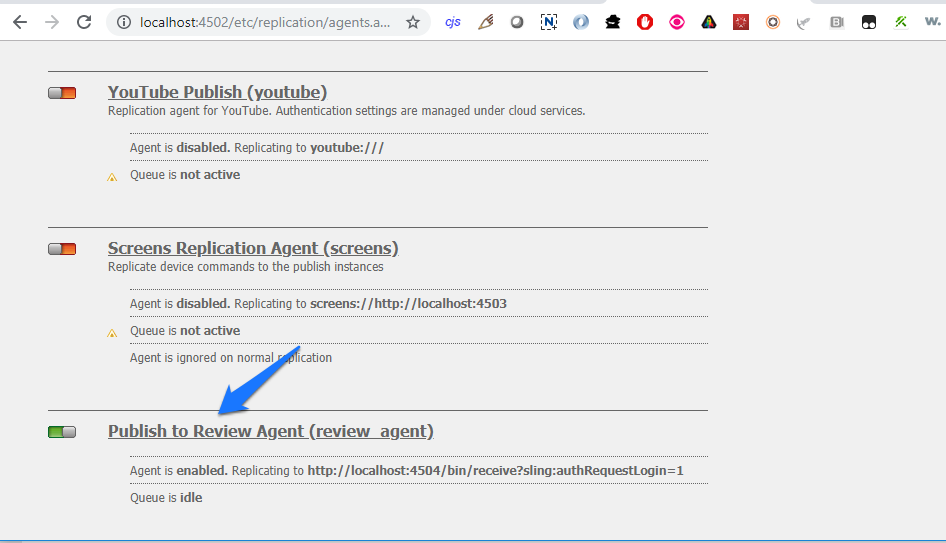 localhost:4502/etc/replication/agents.a...
cjs
N
B
w.
YouTube Publish (youtube)
Replication agent for YouTube. Authentication settings are managed under cloud services.
Agent is disabled. Replicating to youtube:///
Queue is not active
Screens Replication Agent (screens)
Replicate device commands to the publish instances
Agent is disabled. Replicating to screens://http://localhost:4503
Queue is not active
Agent is ignored on normal replication
Publish to Review Agent (review_agent)
Agent is enabled. Replicating to http://localhost:4504/bin/receive?sling:authRequestLogin=1
Queue is idle